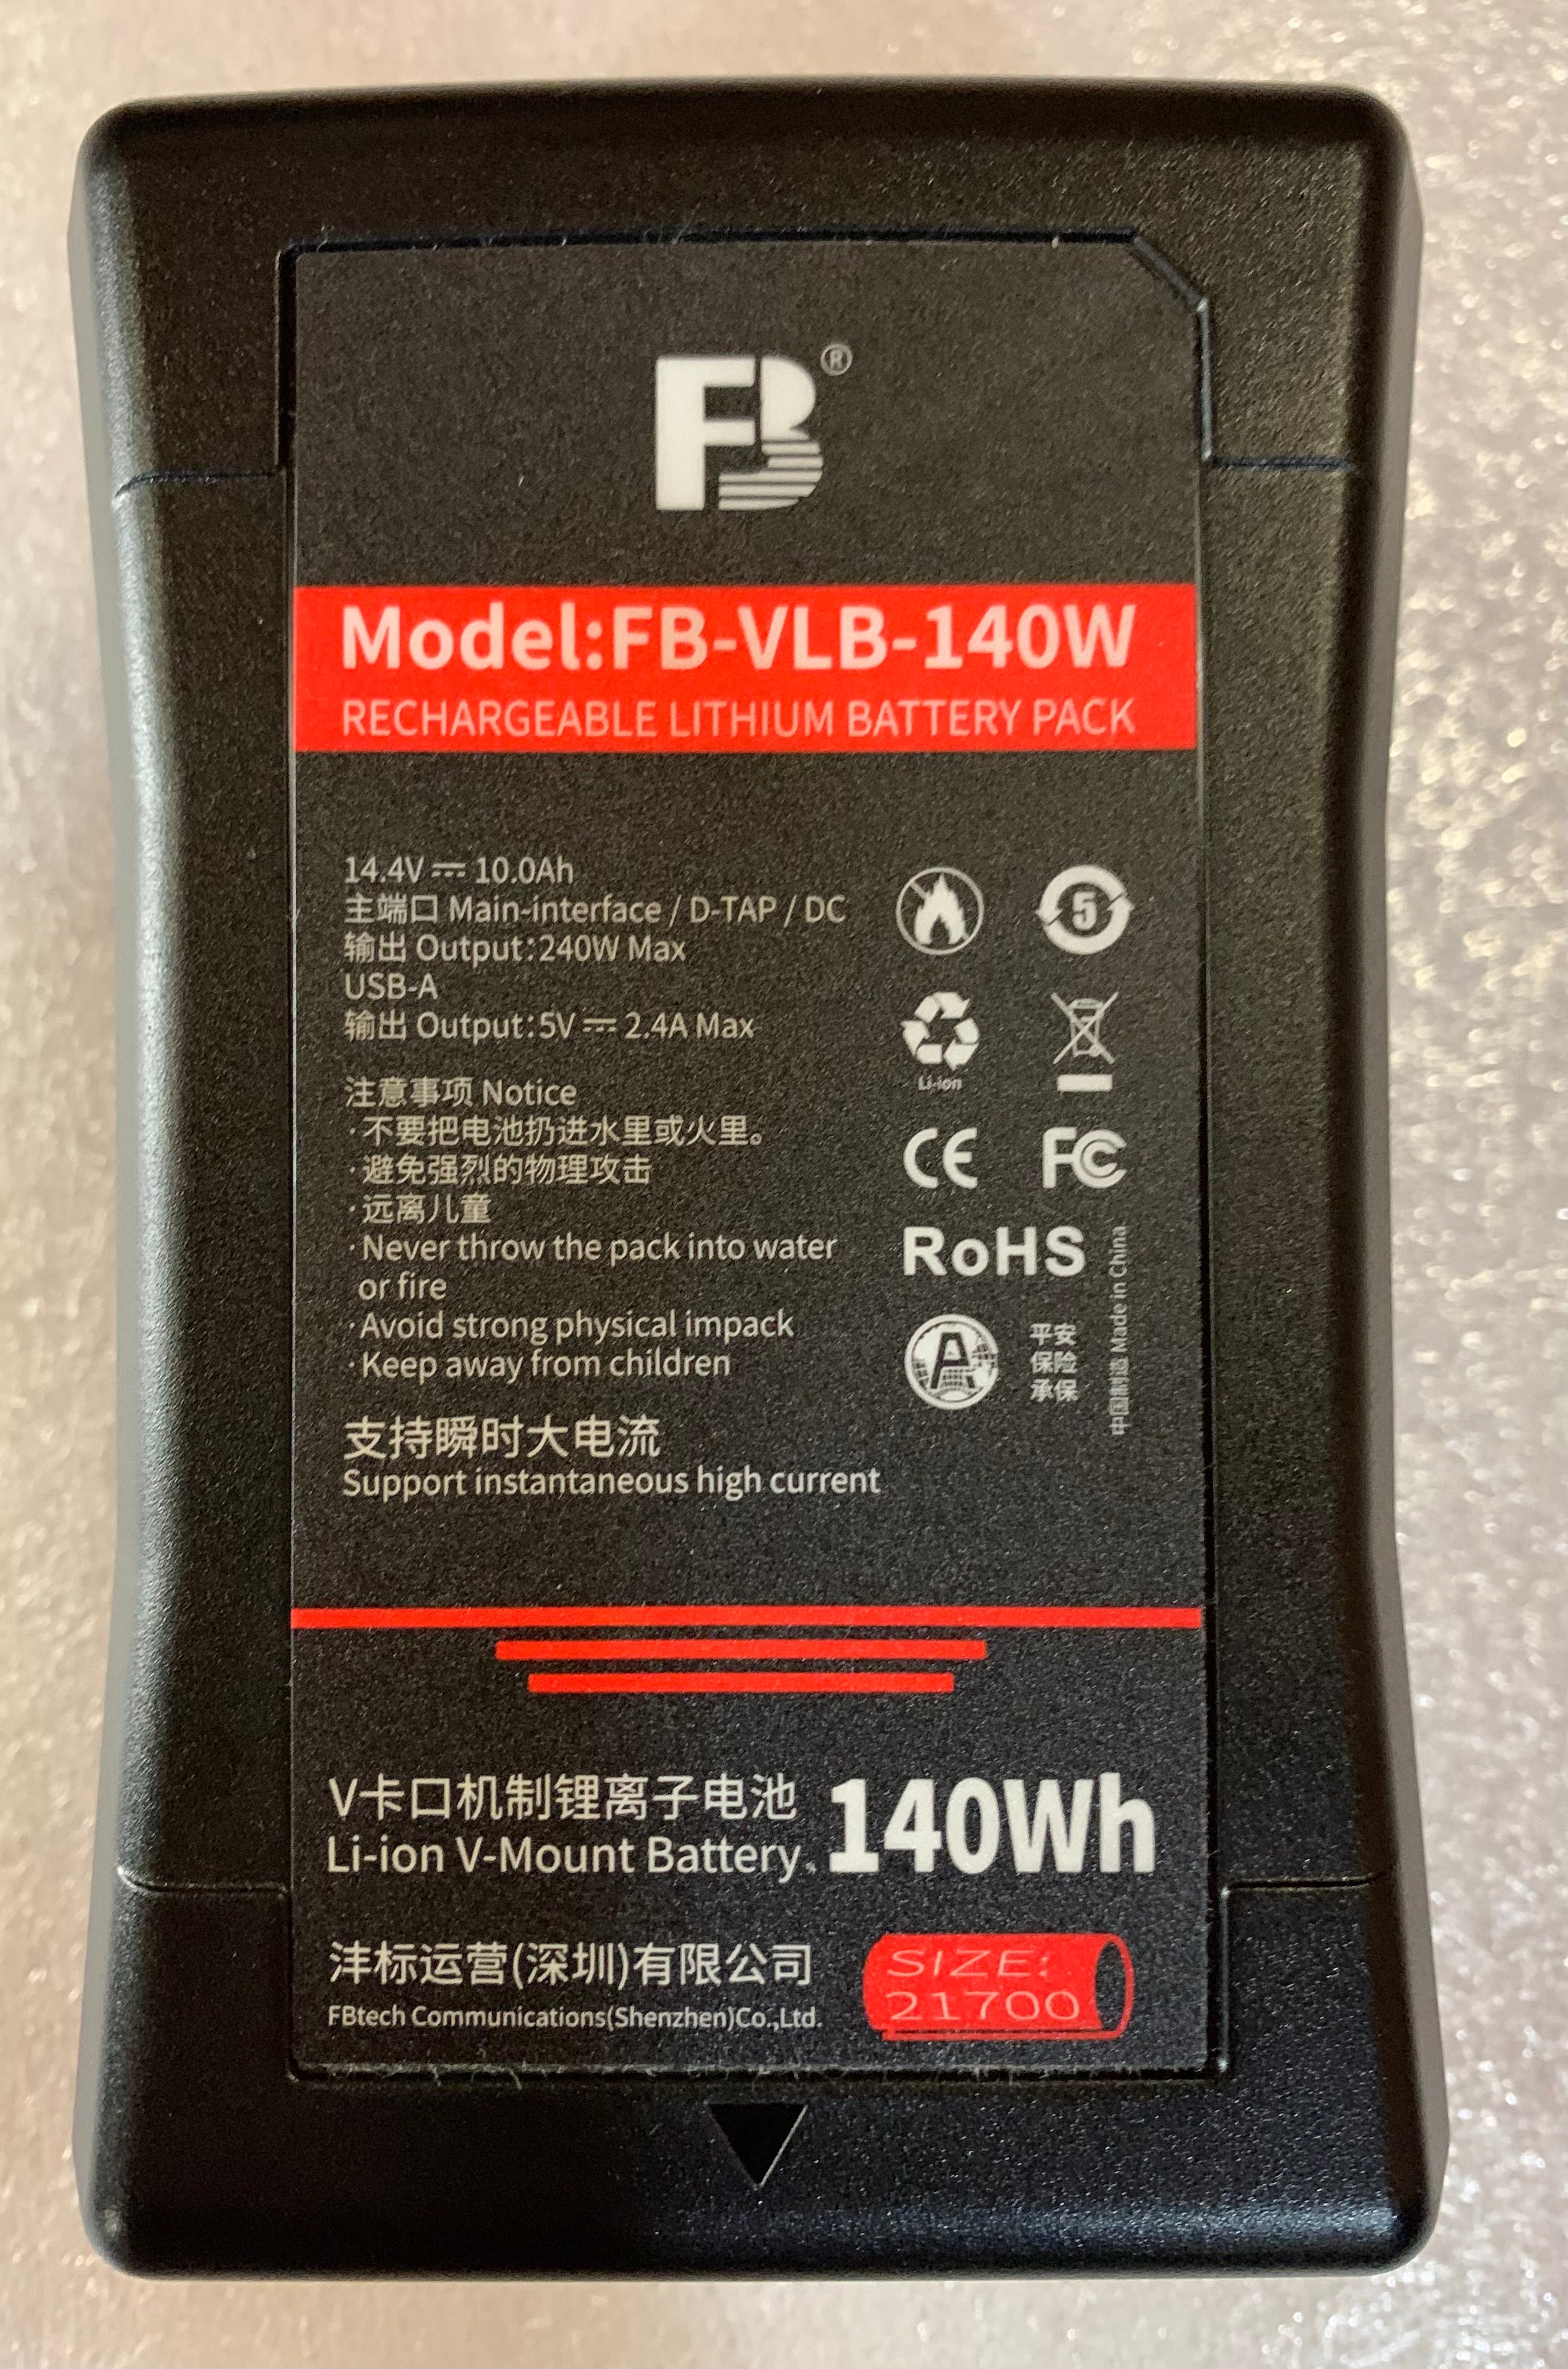 FB®
Model:FB-VLB-140W
RECHARGEABLE LITHIUM BATTERY PACK
14.4V ⎓ 10.0Ah
主端口 Main-interface / D-TAP / DC
输出 Output:240W Max
USB-A
输出 Output:5V ⎓ 2.4A Max
注意事项 Notice
·不要把电池扔进水里或火里。
·避免强烈的物理攻击
·远离儿童
·Never throw the pack into water
or fire
·Avoid strong physical impack
·Keep away from children
支持瞬时大电流
Support instantaneous high current
5
Li-ion
CE FC
RoHS
A
平安
保险
承保
中国制造 Made in China
V卡口机制锂离子电池
Li-ion V-Mount Battery
140Wh
沣标运营(深圳)有限公司
FBtech Communications(Shenzhen)Co.,Ltd.
SIZE:
21700